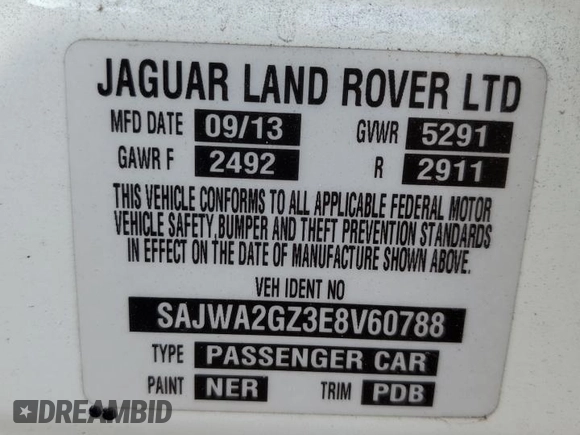 JAGUAR LAND ROVER LTD
MFD DATE 09/13 GVWR 5291
GAWR F 2492 R 2911
THIS VEHICLE CONFORMS TO ALL APPLICABLE FEDERAL MOTOR
VEHICLE SAFETY, BUMPER AND THEFT PREVENTION STANDARDS
IN EFFECT ON THE DATE OF MANUFACTURE SHOWN ABOVE.
VEH IDENT NO
SAJWA2GZ3E8V60788
TYPE PASSENGER CAR
PAINT NER TRIM PDB
DREAMBID